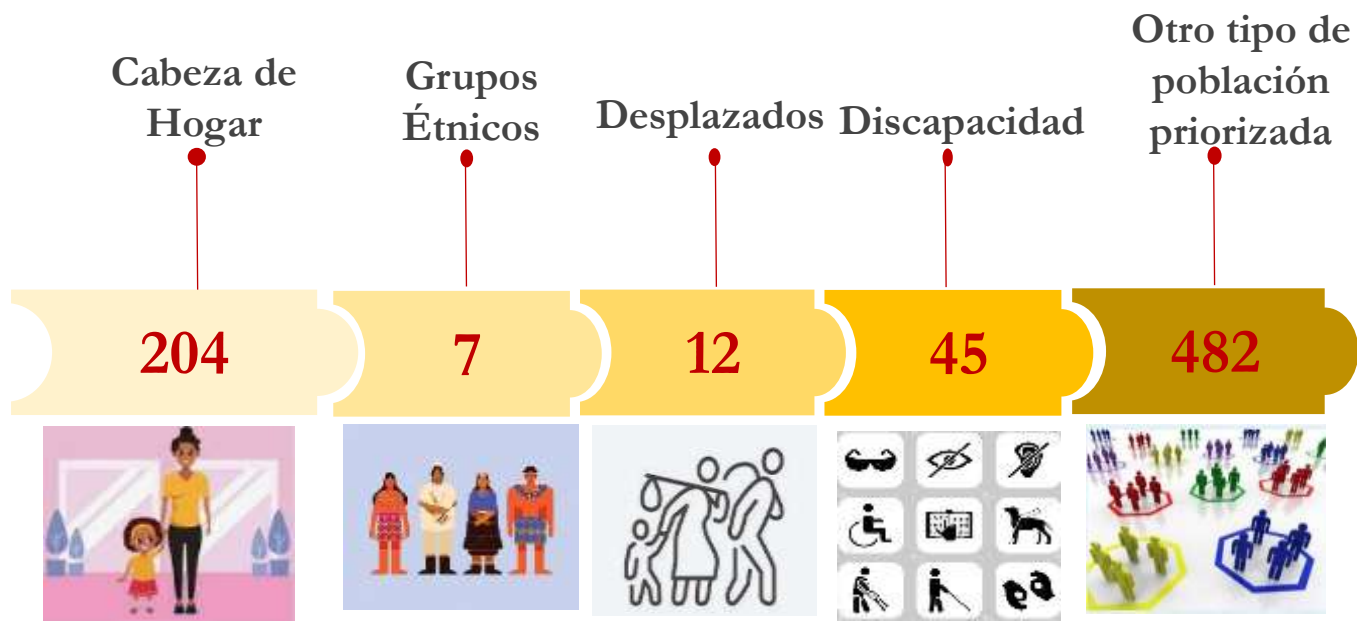 Cabeza de
Hogar
Grupos
Étnicos
Desplazados
Discapacidad
Otro tipo de
población
priorizada
204
7
12
45
482